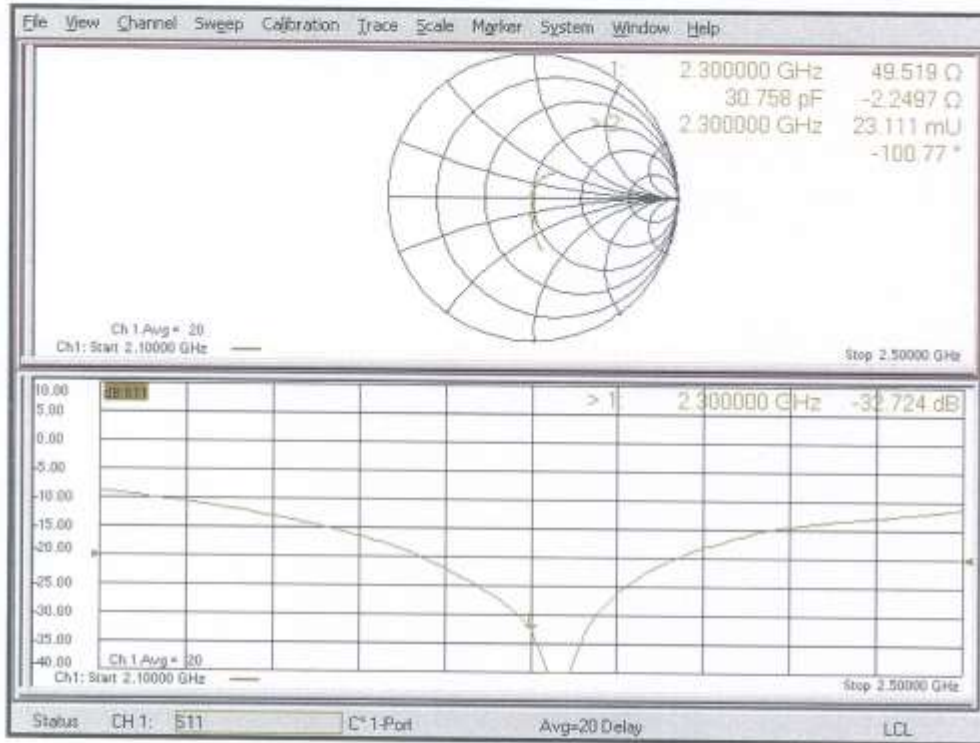 File View Channel Sweep Calibration Trace Scale Marker System Window Help
1: 2.300000 GHz 49.519 Ω
30.758 pF -2.2497 Ω
>2: 2.300000 GHz 23.111 mU
-100.77 °
Ch 1 Avg = 20
Ch1: Start 2.10000 GHz
Stop 2.50000 GHz
10.00
dB S11
> 1: 2.300000 GHz -32.724 dB
5.00
0.00
-5.00
-10.00
-15.00
-20.00
-25.00
-30.00
-35.00
-40.00
Ch 1 Avg = 20
Ch1: Start 2.10000 GHz
Stop 2.50000 GHz
Status CH 1: S11 C* 1-Port Avg=20 Delay LCL